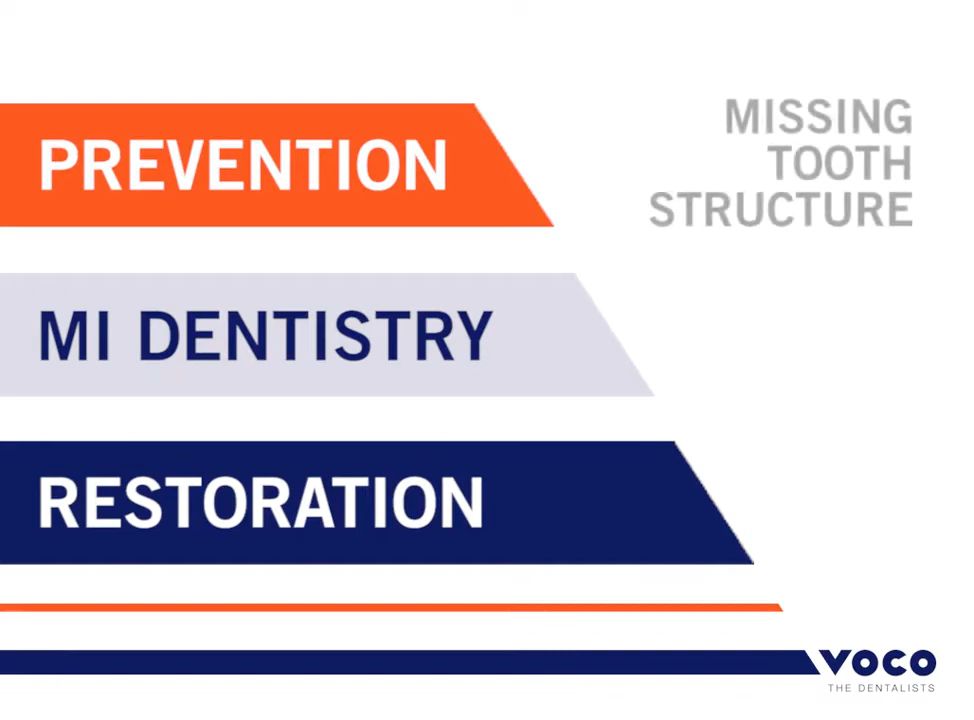 PREVENTION
MISSING
TOOTH
STRUCTURE
MI DENTISTRY
RESTORATION
VOCO
THE DENTALISTS